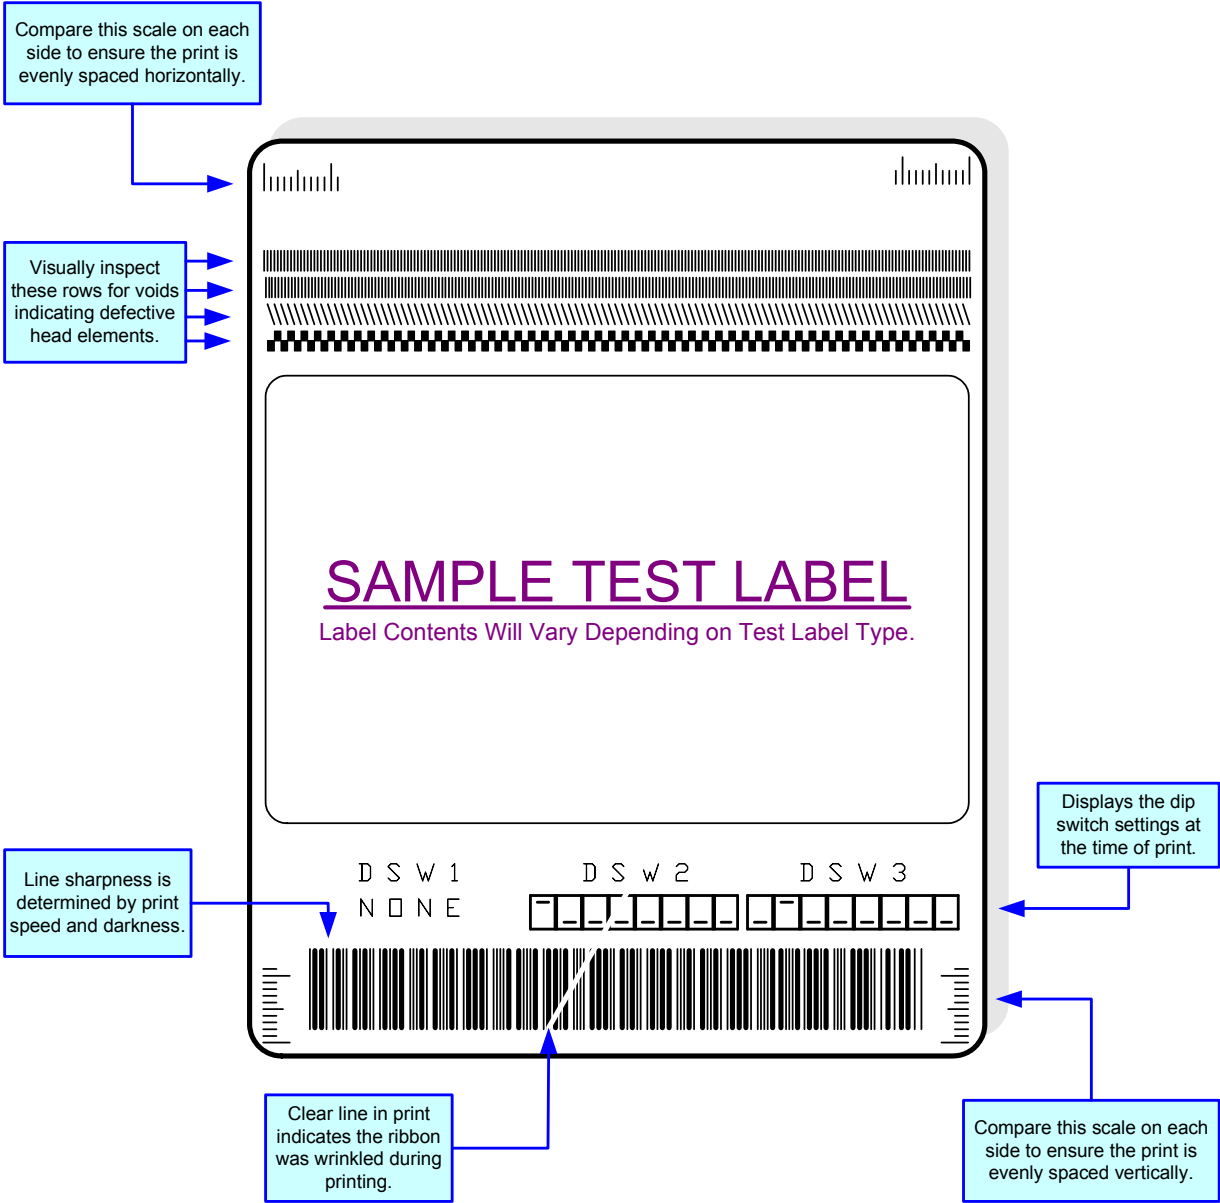 Compare this scale on each
side to ensure the print is
evenly spaced horizontally.
Visually inspect
these rows for voids
indicating defective
head elements.
SAMPLE TEST LABEL
Label Contents Will Vary Depending on Test Label Type.
Displays the dip
switch settings at
the time of print.
Line sharpness is
determined by print
speed and darkness.
DSW1 DSW2 DSW3
NONE
Clear line in print
indicates the ribbon
was wrinkled during
printing.
Compare this scale on each
side to ensure the print is
evenly spaced vertically.